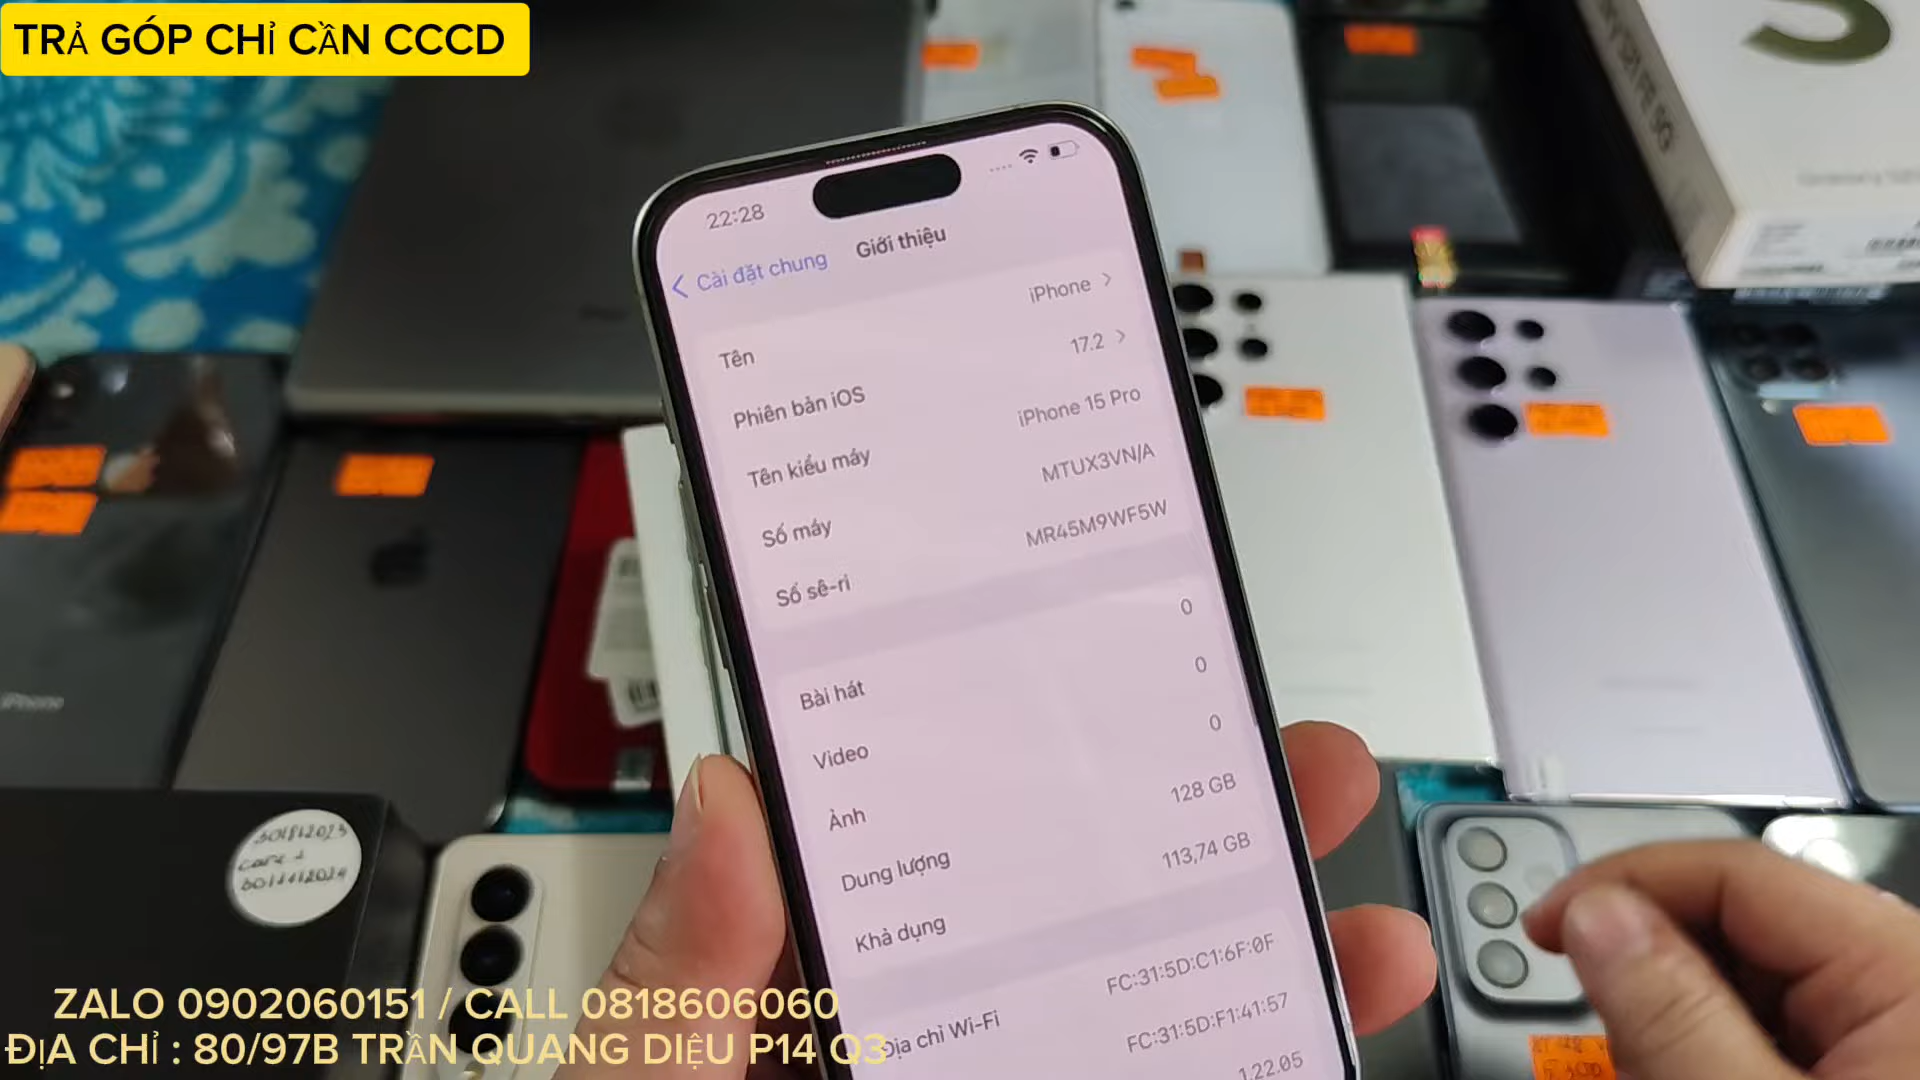 TRẢ GÓP CHỈ CẦN CCCD
22:28
Cài đặt chung
Giới thiệu
Tên
iPhone
Phiên bản iOS
17.2
Tên kiểu máy
iPhone 15 Pro
Số máy
MTUX3VN/A
Số sê-ri
MR45M9WF5W
Bài hát
0
Video
0
Ảnh
0
Dung lượng
128 GB
Khả dụng
113,74 GB
Địa chỉ Wi-Fi
FC:31:5D:C1:6F:0F
FC:31:5D:F1:41:57
1.22.05
iPhone
ZALO 0902060151 / CALL 0818606060
ĐỊA CHỈ : 80/97B TRẦN QUANG DIỆU P14 Q3